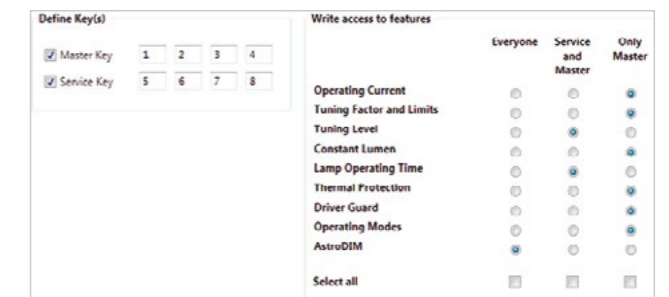 Define Key(s)
Master Key 1 2 3 4
Service Key 5 6 7 8
Write access to features
Everyone Service and Master Only Master
Operating Current
Tuning Factor and Limits
Tuning Level
Constant Lumen
Lamp Operating Time
Thermal Protection
Driver Guard
Operating Modes
AstroDIM
Select all